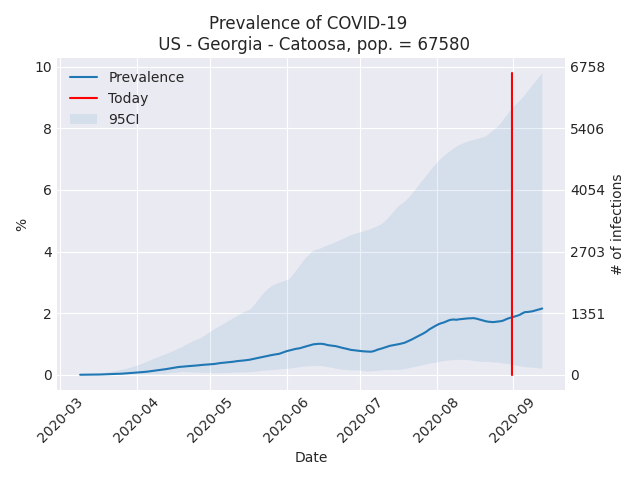 Prevalence of COVID-19
US - Georgia - Catoosa, pop. = 67580
Prevalence
Today
95CI
10
8
6
4
2
0
%
6758
5406
4054
2703
1351
0
# of infections
2020-03
2020-04
2020-05
2020-06
2020-07
2020-08
2020-09
Date